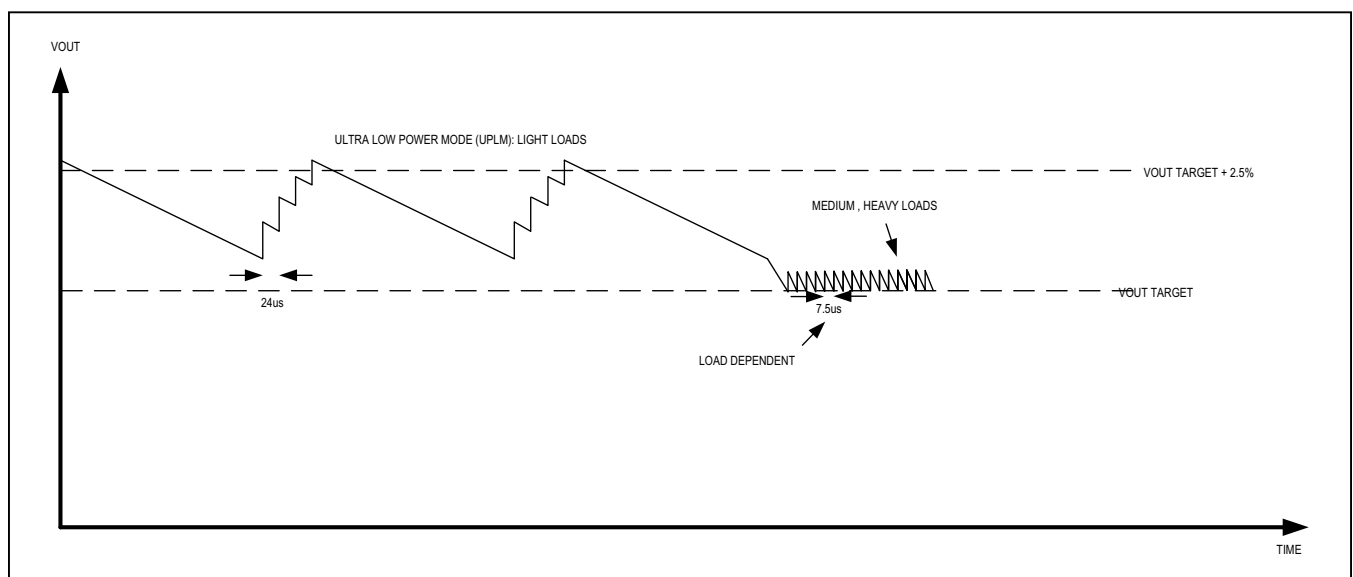 VOUT
ULTRA LOW POWER MODE (UPLM): LIGHT LOADS
VOUT TARGET + 2.5%
MEDIUM , HEAVY LOADS
24us
VOUT TARGET
7.5us
LOAD DEPENDENT
TIME